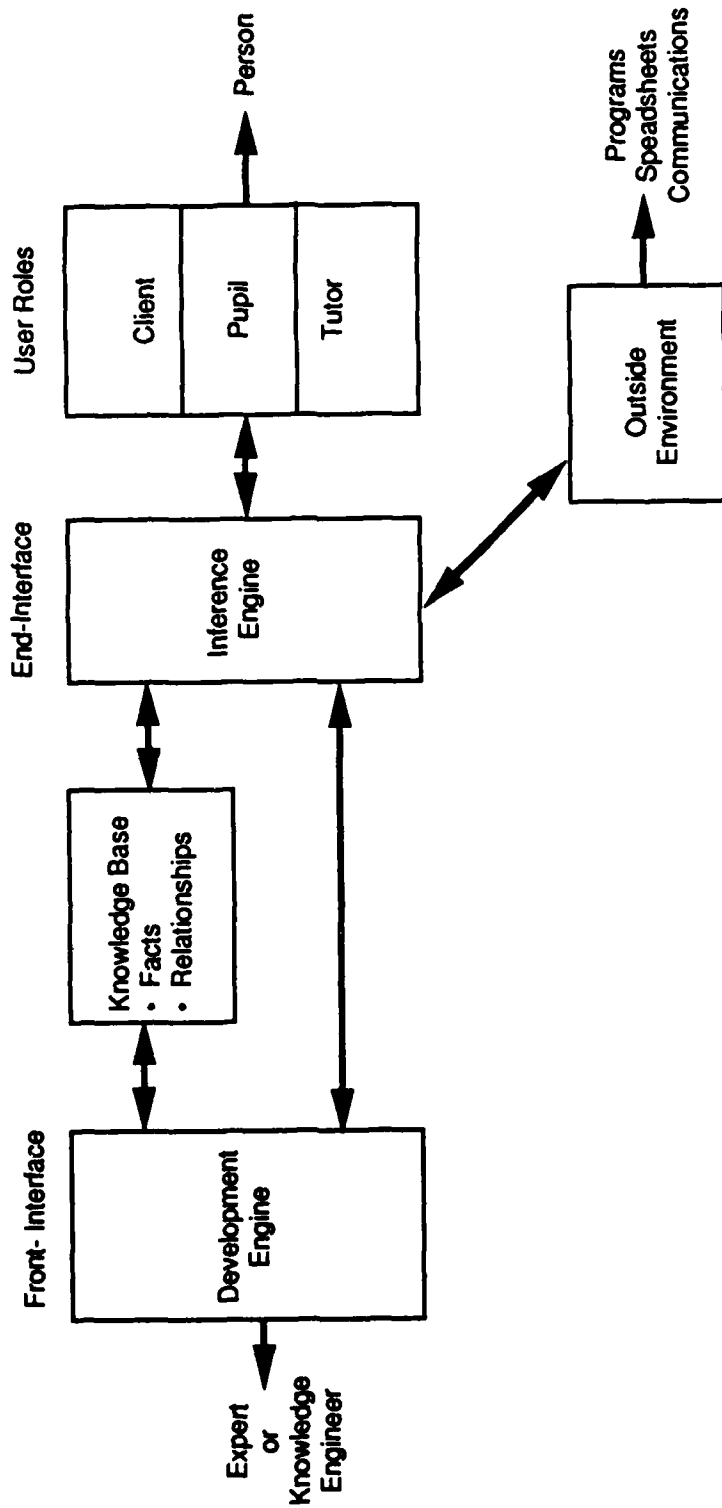 Front- Interface
End-Interface
User Roles
Expert
or
Knowledge
Engineer
Development
Engine
Knowledge Base
• Facts
• Relationships
Inference
Engine
Client
Pupil
Tutor
Person
Outside
Environment
Programs
Speadsheets
Communications